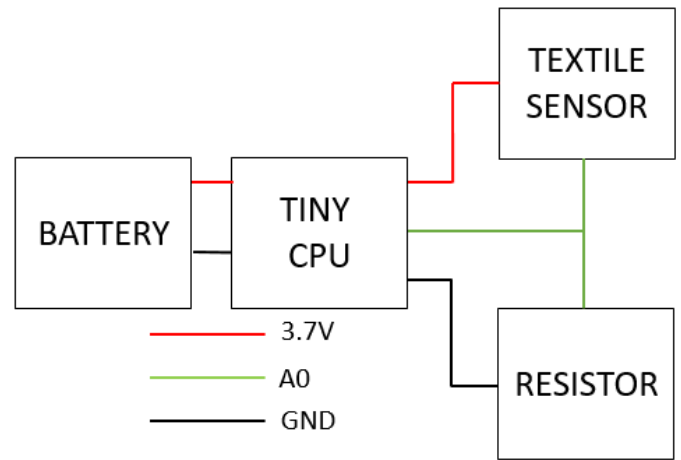 TEXTILE
SENSOR
BATTERY
TINY
CPU
3.7V
A0
GND
RESISTOR